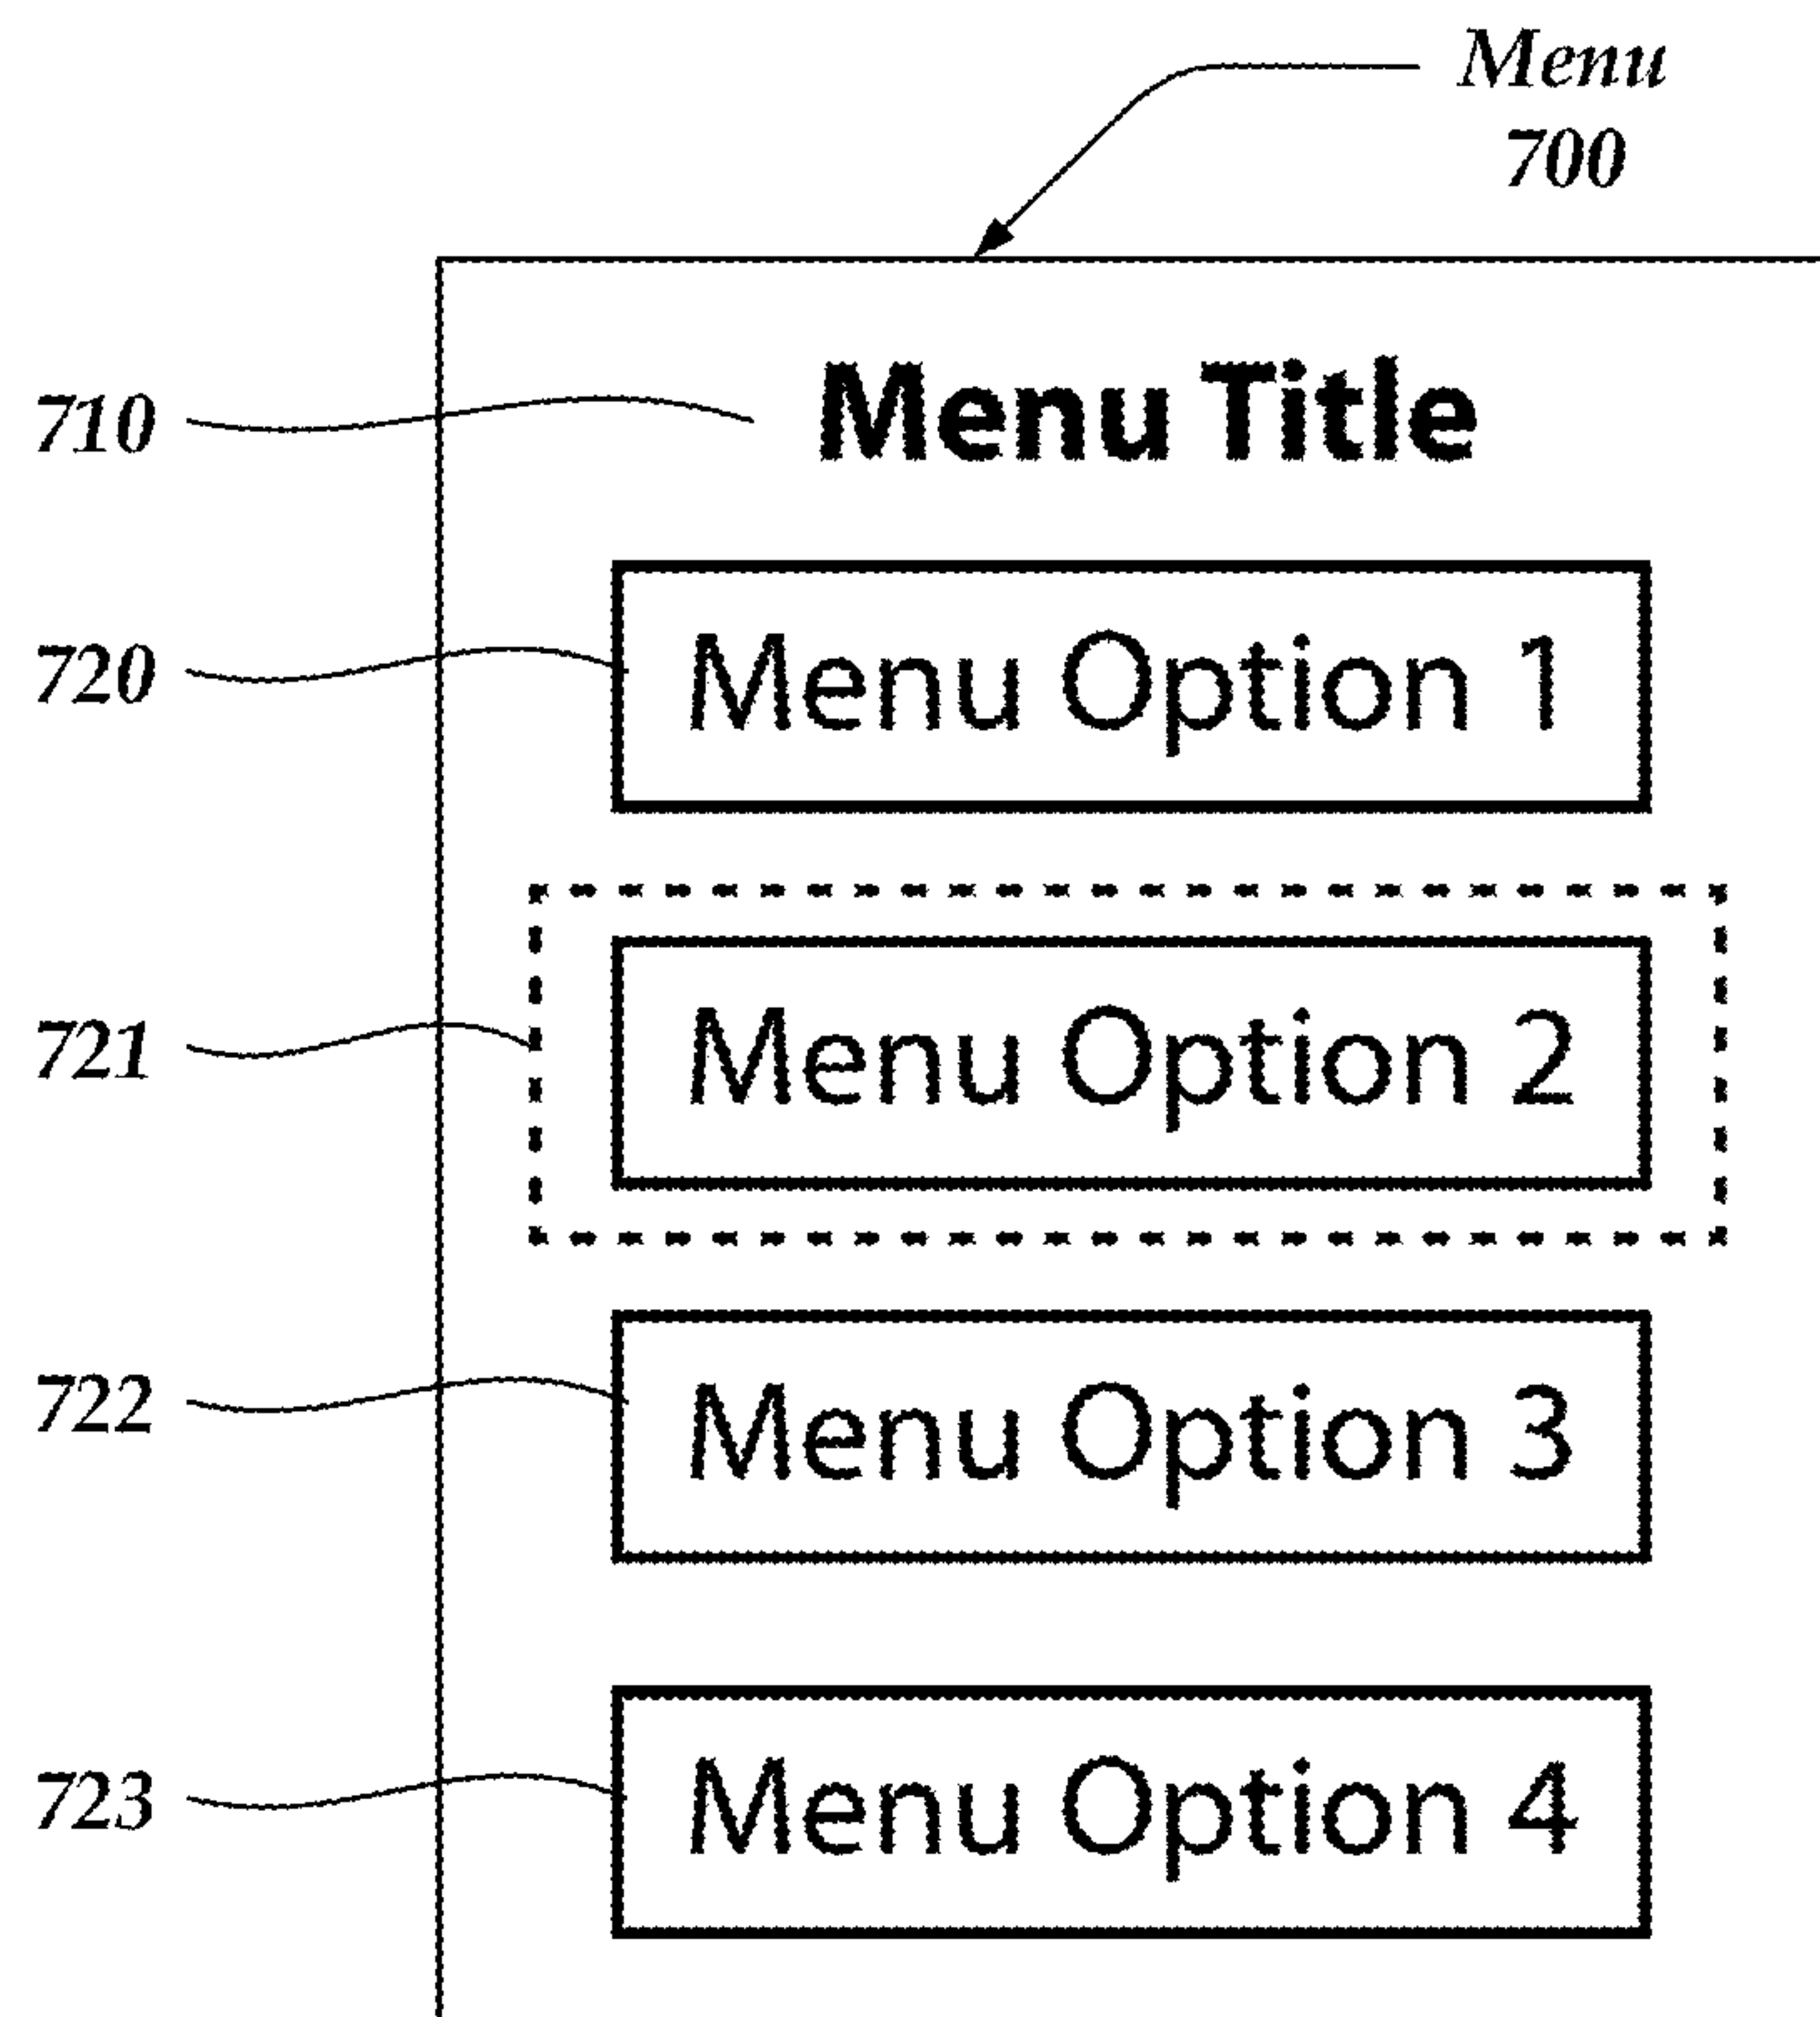 Menu
700
710 Menu Title
720 Menu Option 1
721 Menu Option 2
722 Menu Option 3
723 Menu Option 4